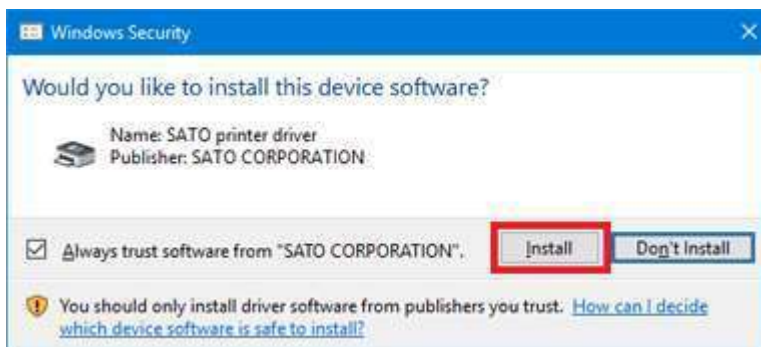 Windows Security
Would you like to install this device software?
Name: SATO printer driver
Publisher: SATO CORPORATION
Always trust software from "SATO CORPORATION".
Install
Don't Install
You should only install driver software from publishers you trust. How can I decide
which device software is safe to install?